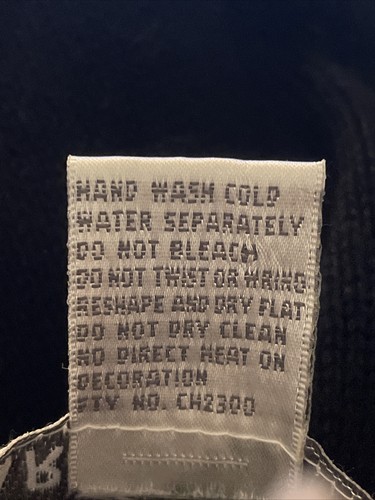 HAND WASH COLD
WATER SEPARATELY
DO NOT BLEACH
DO NOT TWIST OR WRING
RESHAPE AND DRY FLAT
DO NOT DRY CLEAN
NO DIRECT HEAT ON
DECORATION
STY NO. CH2300